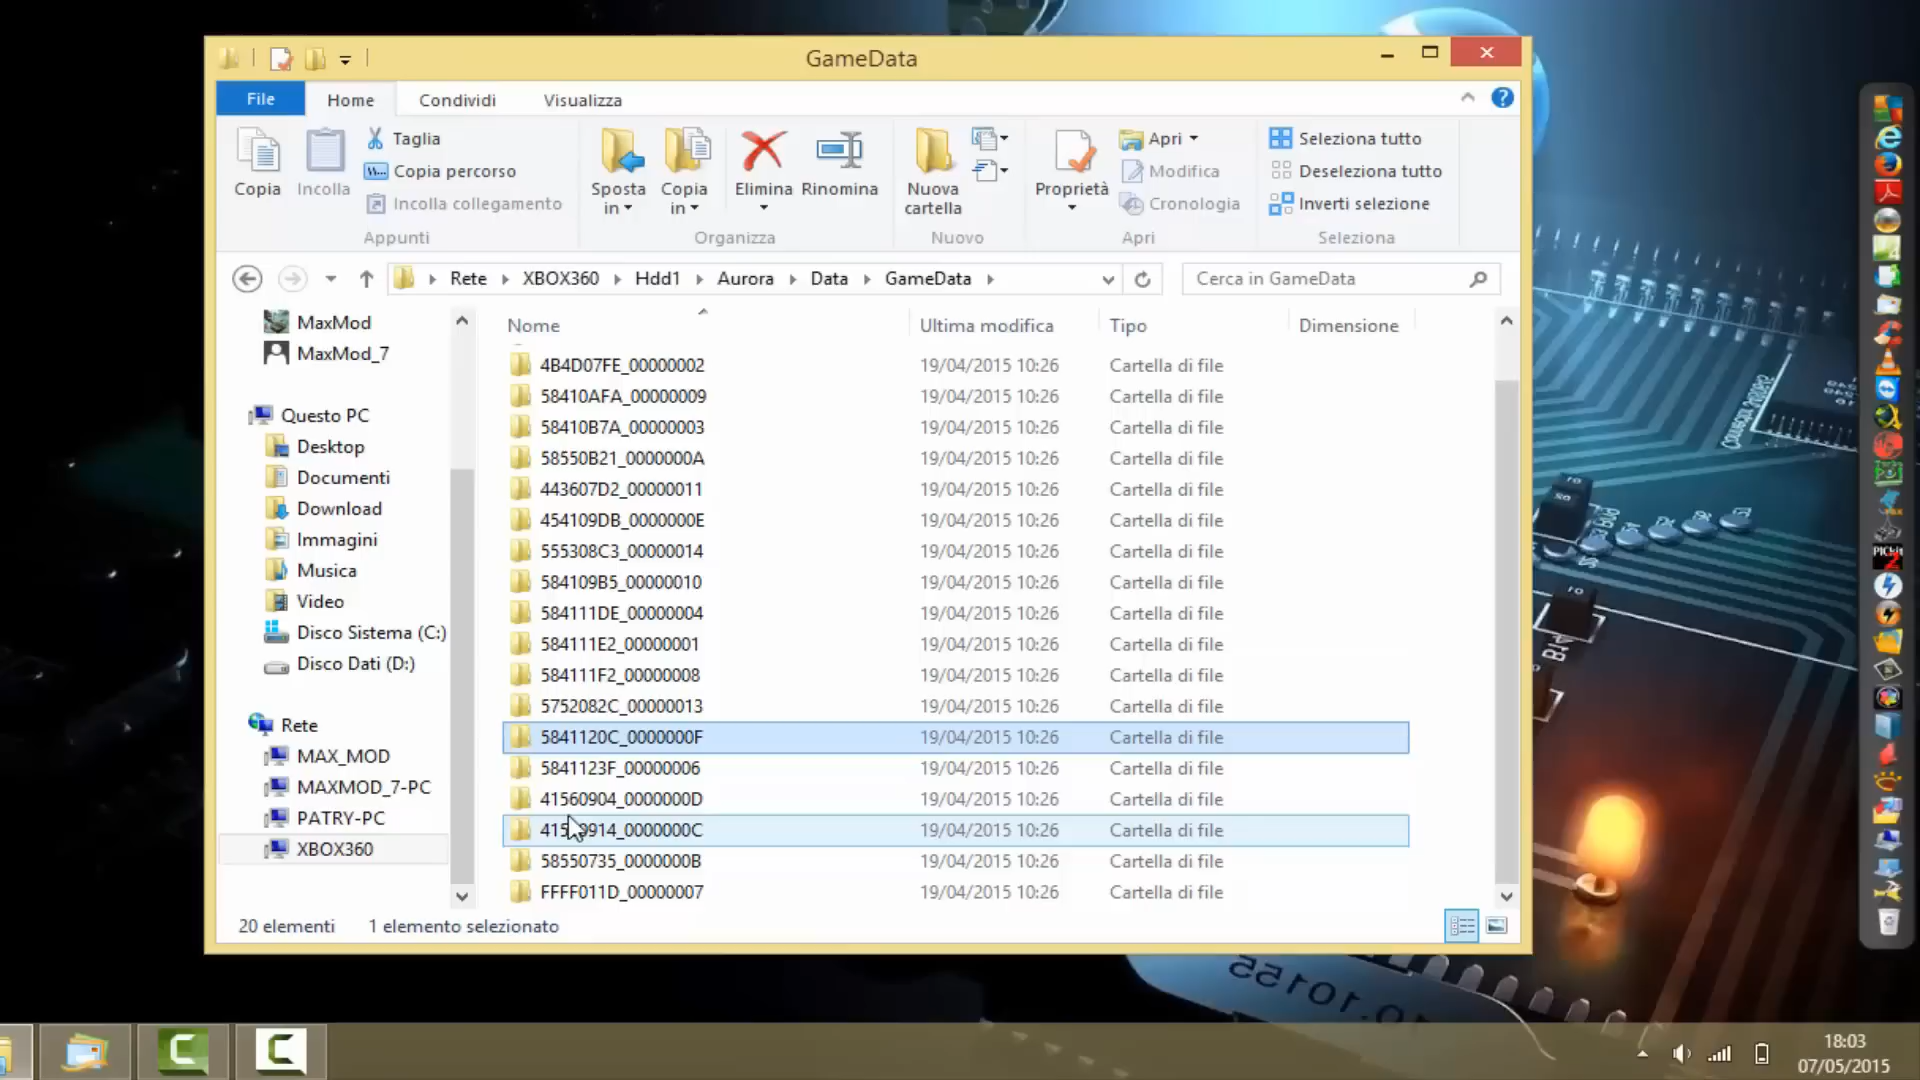 GameData
File Home Condividi Visualizza
Copia
Incolla
Taglia
Copia percorso
Incolla collegamento
Appunti
Sposta in
Copia in
Elimina
Rinomina
Organizza
Nuova cartella
Nuovo
Proprietà
Apri
Modifica
Cronologia
Apri
Seleziona tutto
Deseleziona tutto
Inverti selezione
Seleziona
Rete XBOX360 Hdd1 Aurora Data GameData
Cerca in GameData
MaxMod
MaxMod_7
Questo PC
Desktop
Documenti
Download
Immagini
Musica
Video
Disco Sistema (C:)
Disco Dati (D:)
Rete
MAX_MOD
MAXMOD_7-PC
PATRY-PC
XBOX360
Nome Ultima modifica Tipo Dimensione
4B4D07FE_00000002 19/04/2015 10:26 Cartella di file
58410AFA_00000009 19/04/2015 10:26 Cartella di file
58410B7A_00000003 19/04/2015 10:26 Cartella di file
58550B21_0000000A 19/04/2015 10:26 Cartella di file
443607D2_00000011 19/04/2015 10:26 Cartella di file
454109DB_0000000E 19/04/2015 10:26 Cartella di file
555308C3_00000014 19/04/2015 10:26 Cartella di file
584109B5_00000010 19/04/2015 10:26 Cartella di file
584111DE_00000004 19/04/2015 10:26 Cartella di file
584111E2_00000001 19/04/2015 10:26 Cartella di file
584111F2_00000008 19/04/2015 10:26 Cartella di file
5752082C_00000013 19/04/2015 10:26 Cartella di file
5841120C_0000000F 19/04/2015 10:26 Cartella di file
5841123F_00000006 19/04/2015 10:26 Cartella di file
41560904_0000000D 19/04/2015 10:26 Cartella di file
41560914_0000000C 19/04/2015 10:26 Cartella di file
58550735_0000000B 19/04/2015 10:26 Cartella di file
FFFF011D_00000007 19/04/2015 10:26 Cartella di file
20 elementi 1 elemento selezionato
18:03
07/05/2015